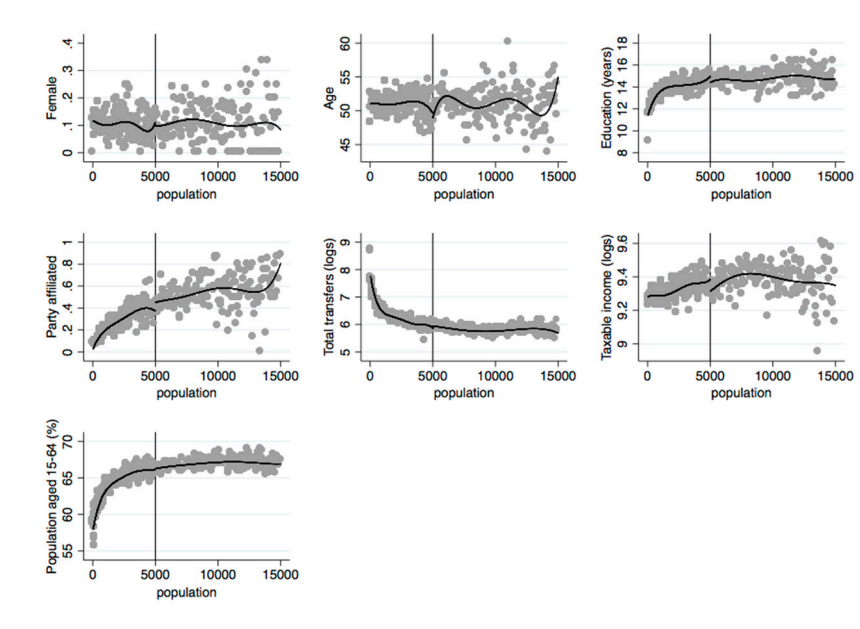 Female
.4
.3
.2
.1
0
0 5000 10000 15000
population
Age
60
55
50
45
0 5000 10000 15000
population
Education (years)
18
16
14
12
10
8
0 5000 10000 15000
population
Party affiliated
1
.8
.6
.4
.2
0
0 5000 10000 15000
population
Total transfers (logs)
9
8
7
6
5
0 5000 10000 15000
population
Taxable income (logs)
9.6
9.4
9.2
9
0 5000 10000 15000
population
Population aged 15-64 (%)
70
65
60
55
0 5000 10000 15000
population